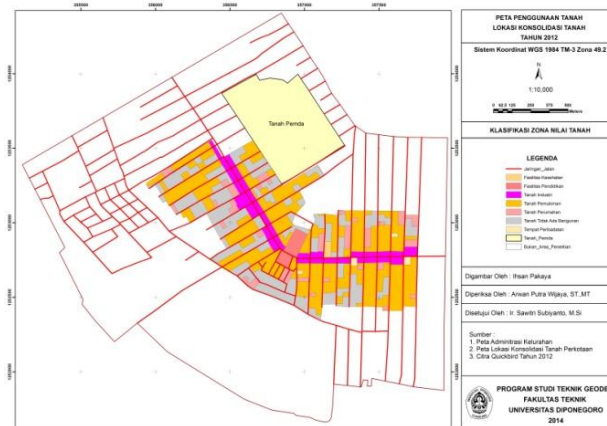 PETA PENGGUNAAN TANAH
LOKASI KONSOLIDASI TANAH
TAHUN 2012
Sistem Koordinat WGS 1984 TM-3 Zona 49.2
N
1:10,000
Meters
KLASIFIKASI ZONA NILAI TANAH
LEGENDA
Jaringan_Jalan
Fasilitas Kesehatan
Fasilitas Pendidikan
Tanah Industri
Tanah Permukiman
Tanah Perumahan
Tanah Tidak Ada Bangunan
Tempat Peribadatan
Tanah_Pemda
Bukan_Area_Penelitian
Tanah Pemda
Digambar Oleh : Ihsan Pakaya
Diperiksa Oleh : Arwan Putra Wijaya, ST.,MT
Disetujui Oleh : Ir. Sawitri Subiyanto, M.Si
Sumber :
1. Peta Adminitrasi Kelurahan
2. Peta Lokasi Konsolidasi Tanah Perkotaan
3. Citra Quickbird Tahun 2012
PROGRAM STUDI TEKNIK GEODE
FAKULTAS TEKNIK
UNIVERSITAS DIPONEGORO
2014